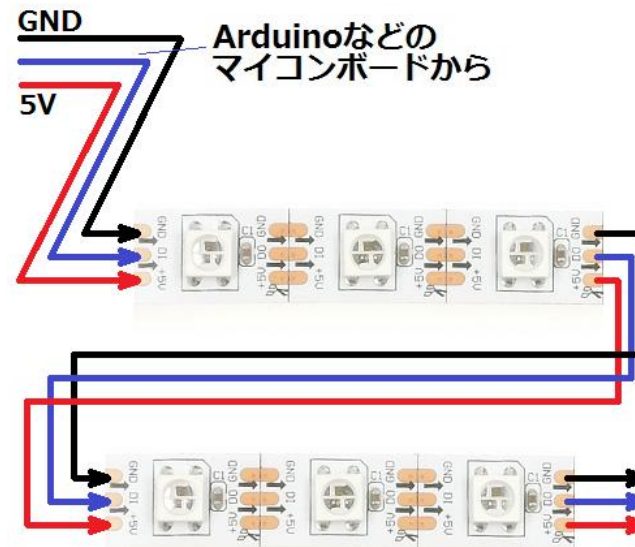 GND
Arduinoなどの
マイコンボードから
5V
GND
DI
+5V
C1
GND
DO
+5V
GND
DI
+5V
C1
GND
DO
+5V
GND
DI
+5V
C1
GND
DO
+5V
GND
DI
+5V
C1
GND
DO
+5V
GND
DI
+5V
C1
GND
DO
+5V
GND
DI
+5V
C1
GND
DO
+5V